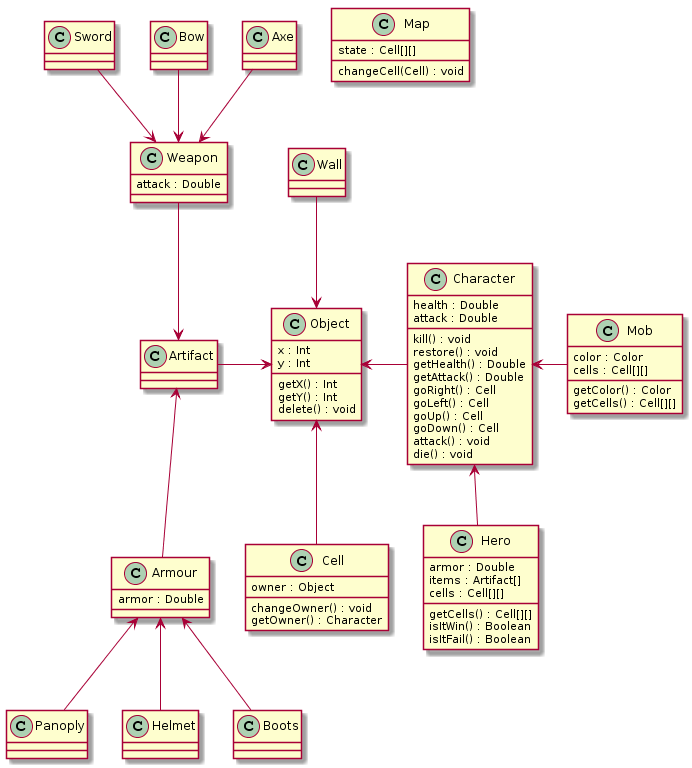 C Sword
C Bow
C Axe
C Map
state : Cell[][]
changeCell(Cell) : void
C Weapon
attack : Double
C Wall
C Character
health : Double
attack : Double
kill() : void
restore() : void
getHealth() : Double
getAttack() : Double
goRight() : Cell
goLeft() : Cell
goUp() : Cell
goDown() : Cell
attack() : void
die() : void
C Object
x : Int
y : Int
getX() : Int
getY() : Int
delete() : void
C Mob
color : Color
cells : Cell[][]
getColor() : Color
getCells() : Cell[][]
C Artifact
C Hero
armor : Double
items : Artifact[]
cells : Cell[][]
getCells() : Cell[][]
isItWin() : Boolean
isItFail() : Boolean
C Cell
owner : Object
changeOwner() : void
getOwner() : Character
C Armour
armor : Double
C Panoply
C Helmet
C Boots